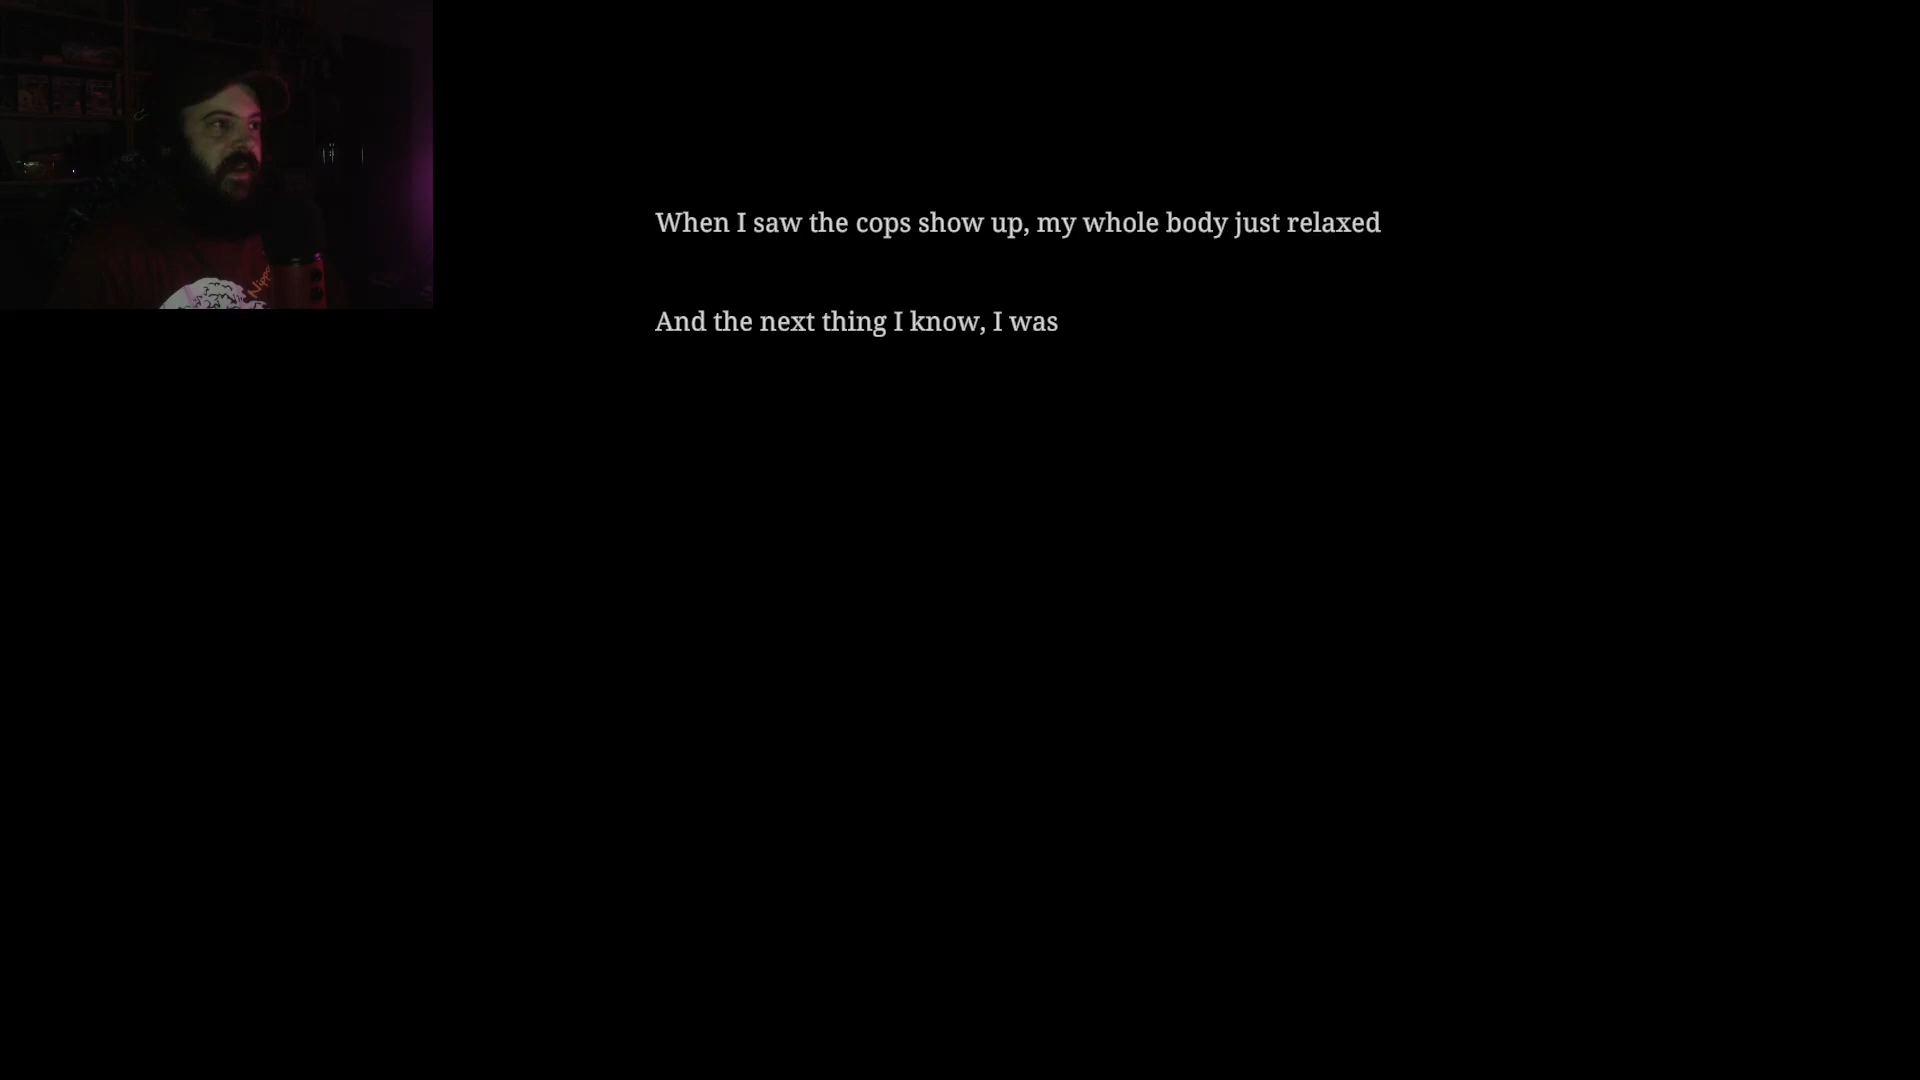 When I saw the cops show up, my whole body just relaxed
And the next thing I know, I was